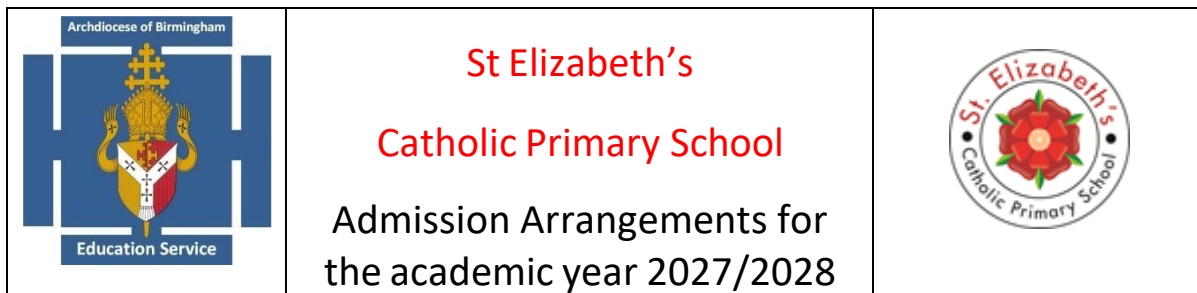 Archdiocese of Birmingham
Education Service
St Elizabeth’s
Catholic Primary School
Admission Arrangements for
the academic year 2027/2028
St. Elizabeth's
Catholic Primary School